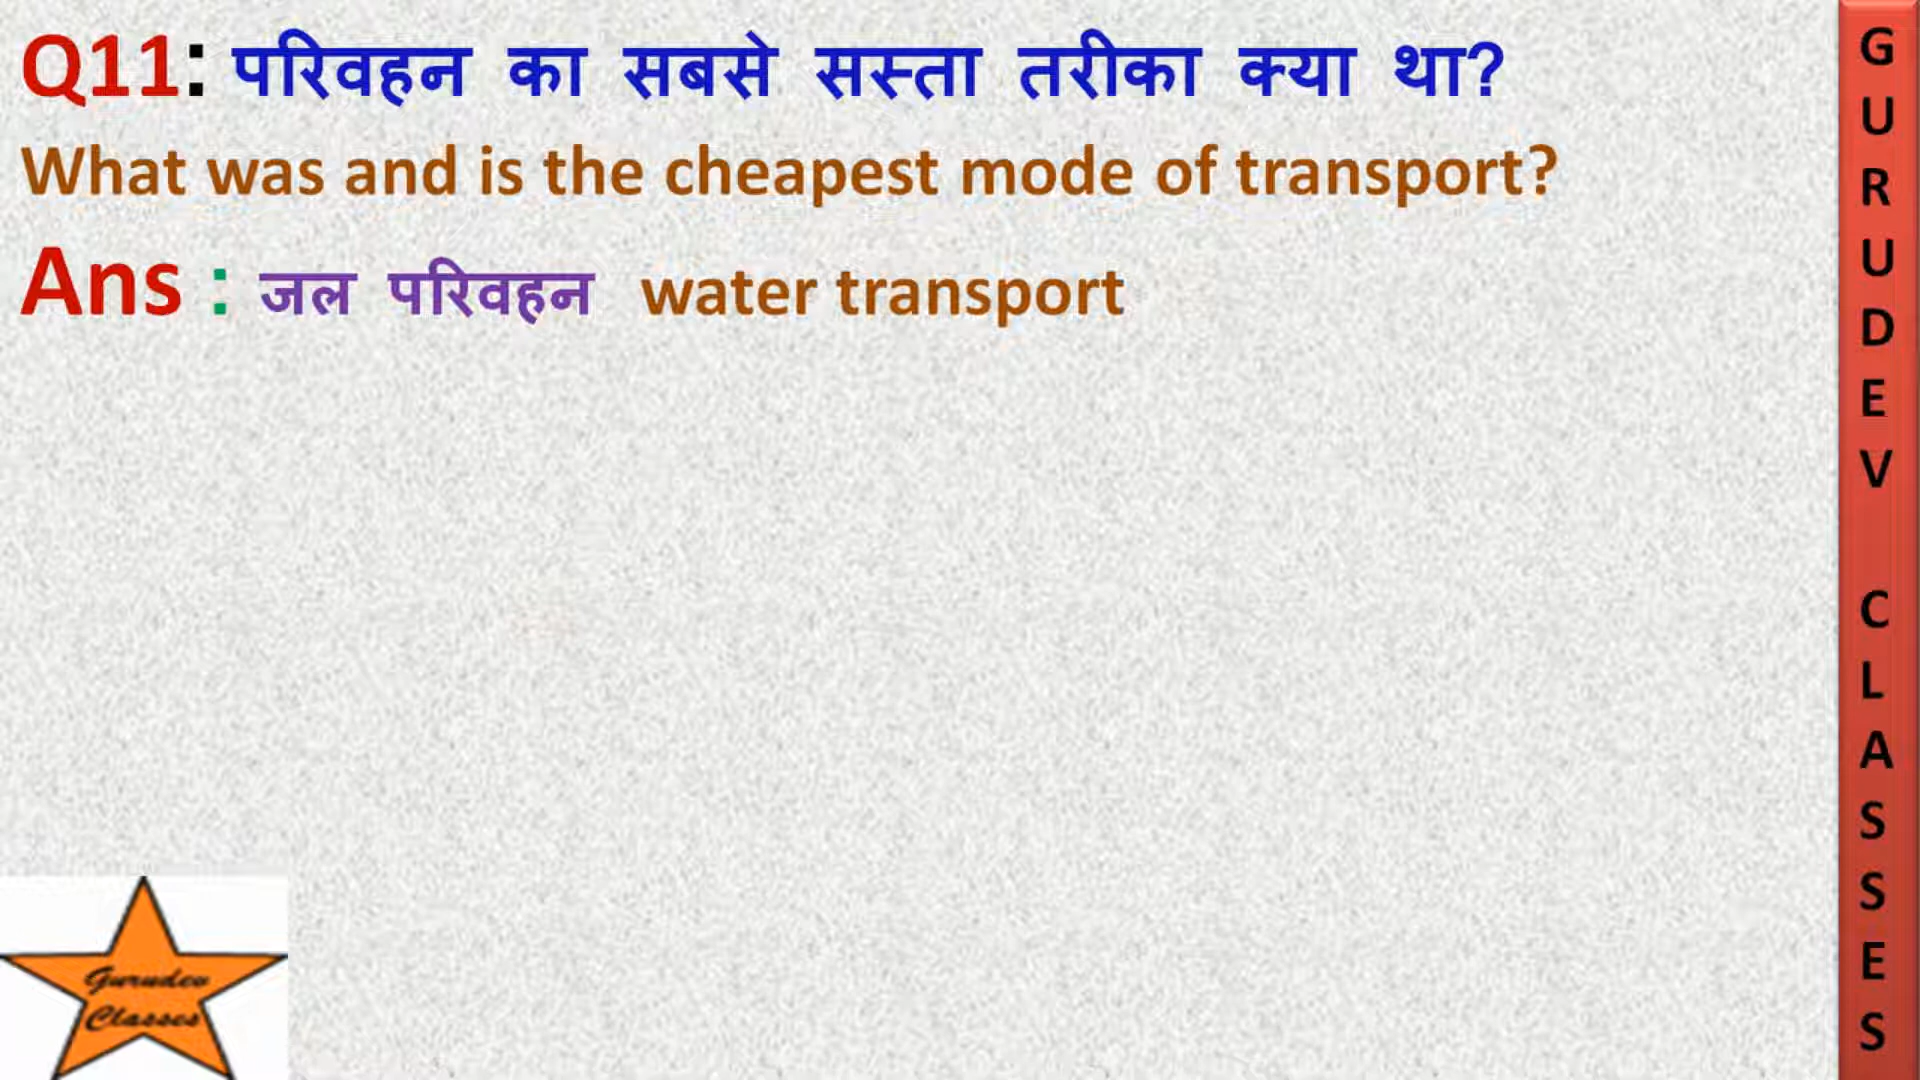 Q11: परिवहन का सबसे सस्ता तरीका क्या था?
What was and is the cheapest mode of transport?
Ans : जल परिवहन water transport
GURUDEV CLASSES
Gurudev
Classes